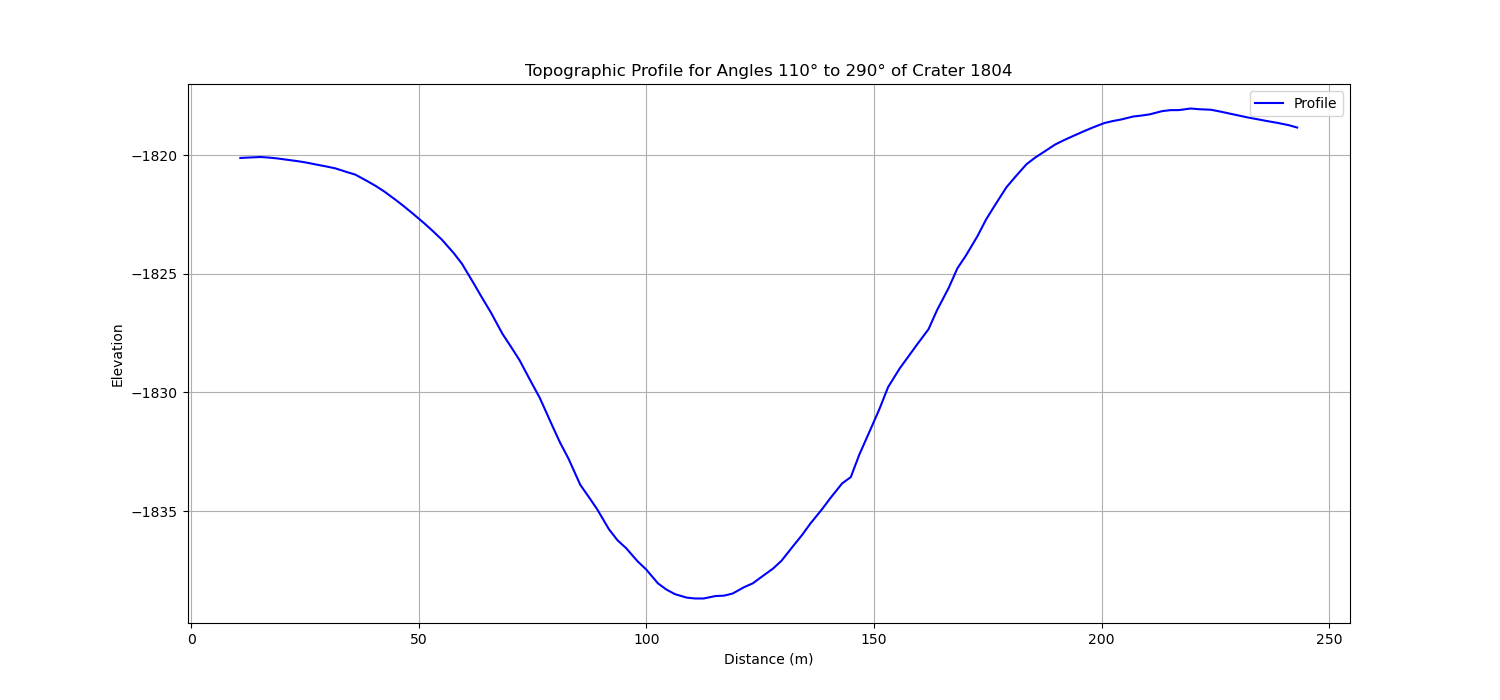 Topographic Profile for Angles 110° to 290° of Crater 1804
Profile
−1820
−1825
−1830
−1835
Elevation
0 50 100 150 200 250
Distance (m)